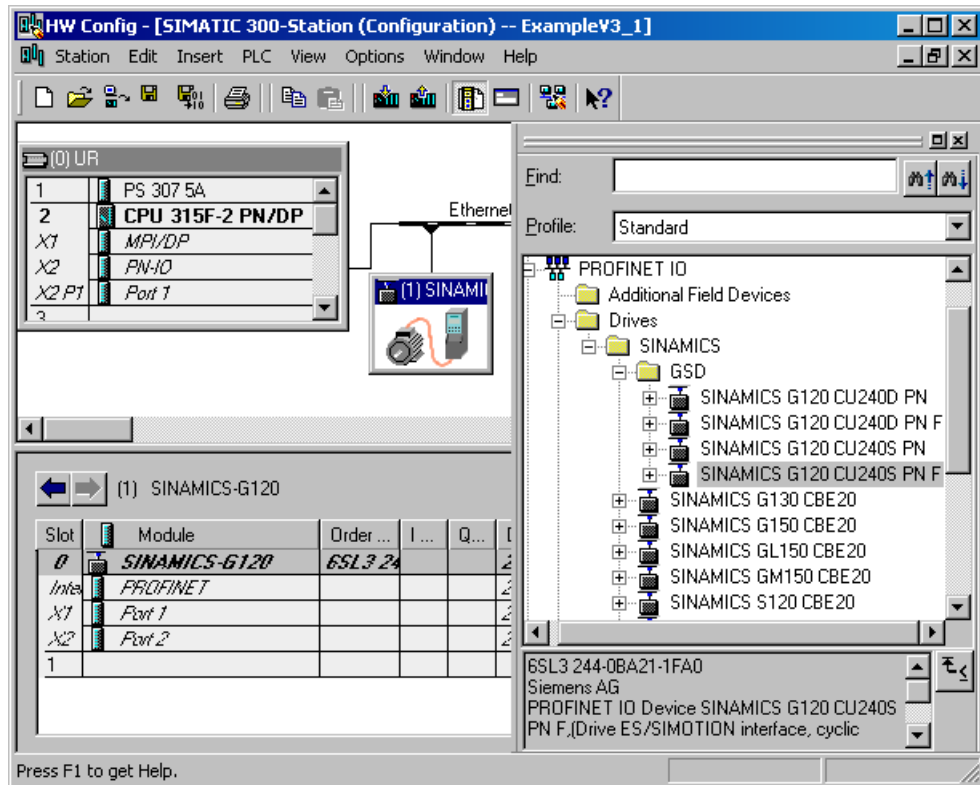 HW Config - [SIMATIC 300-Station (Configuration) -- ExampleV3_1]
Station Edit Insert PLC View Options Window Help
(0) UR
1 PS 307 5A
2 CPU 315F-2 PN/DP
X1 MPI/DP
X2 PN-IO
X2 P1 Port 1
3
Ethernet
(1) SINAMI
Find:
Profile: Standard
PROFINET IO
Additional Field Devices
Drives
SINAMICS
GSD
SINAMICS G120 CU240D PN
SINAMICS G120 CU240D PN F
SINAMICS G120 CU240S PN
SINAMICS G120 CU240S PN F
SINAMICS G130 CBE20
SINAMICS G150 CBE20
SINAMICS GL150 CBE20
SINAMICS GM150 CBE20
SINAMICS S120 CBE20
(1) SINAMICS-G120
Slot Module Order ... I ... Q... D
0 SINAMICS-G120 6SL3 24 2
Inte PROFINET 2
X1 Port 1 2
X2 Port 2 2
1
6SL3 244-0BA21-1FA0
Siemens AG
PROFINET IO Device SINAMICS G120 CU240S
PN F,(Drive ES/SIMOTION interface, cyclic
Press F1 to get Help.